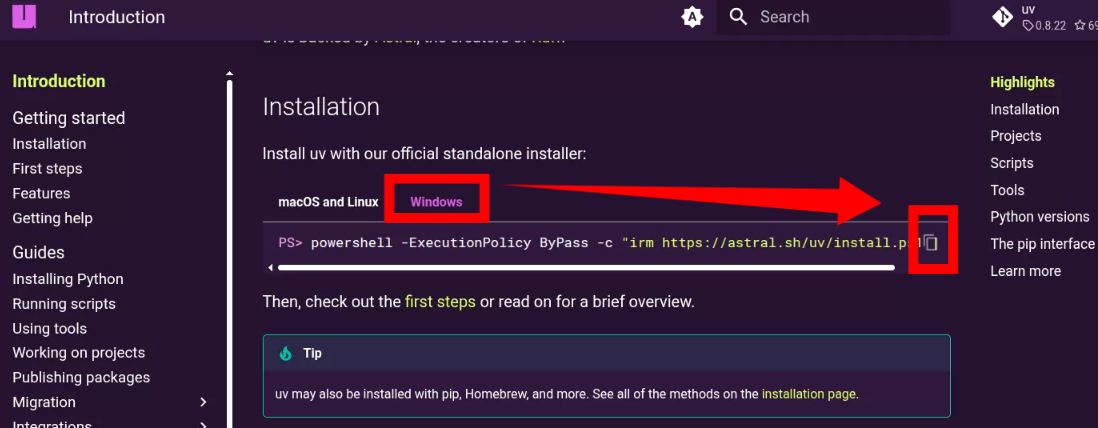 Introduction
Search
uv
0.8.22
Introduction
Getting started
Installation
First steps
Features
Getting help
Guides
Installing Python
Running scripts
Using tools
Working on projects
Publishing packages
Migration
Integrations
Installation
Install uv with our official standalone installer:
macOS and Linux Windows
PS> powershell -ExecutionPolicy ByPass -c "irm https://astral.sh/uv/install.ps1
Then, check out the first steps or read on for a brief overview.
Tip
uv may also be installed with pip, Homebrew, and more. See all of the methods on the installation page.
Highlights
Installation
Projects
Scripts
Tools
Python versions
The pip interface
Learn more